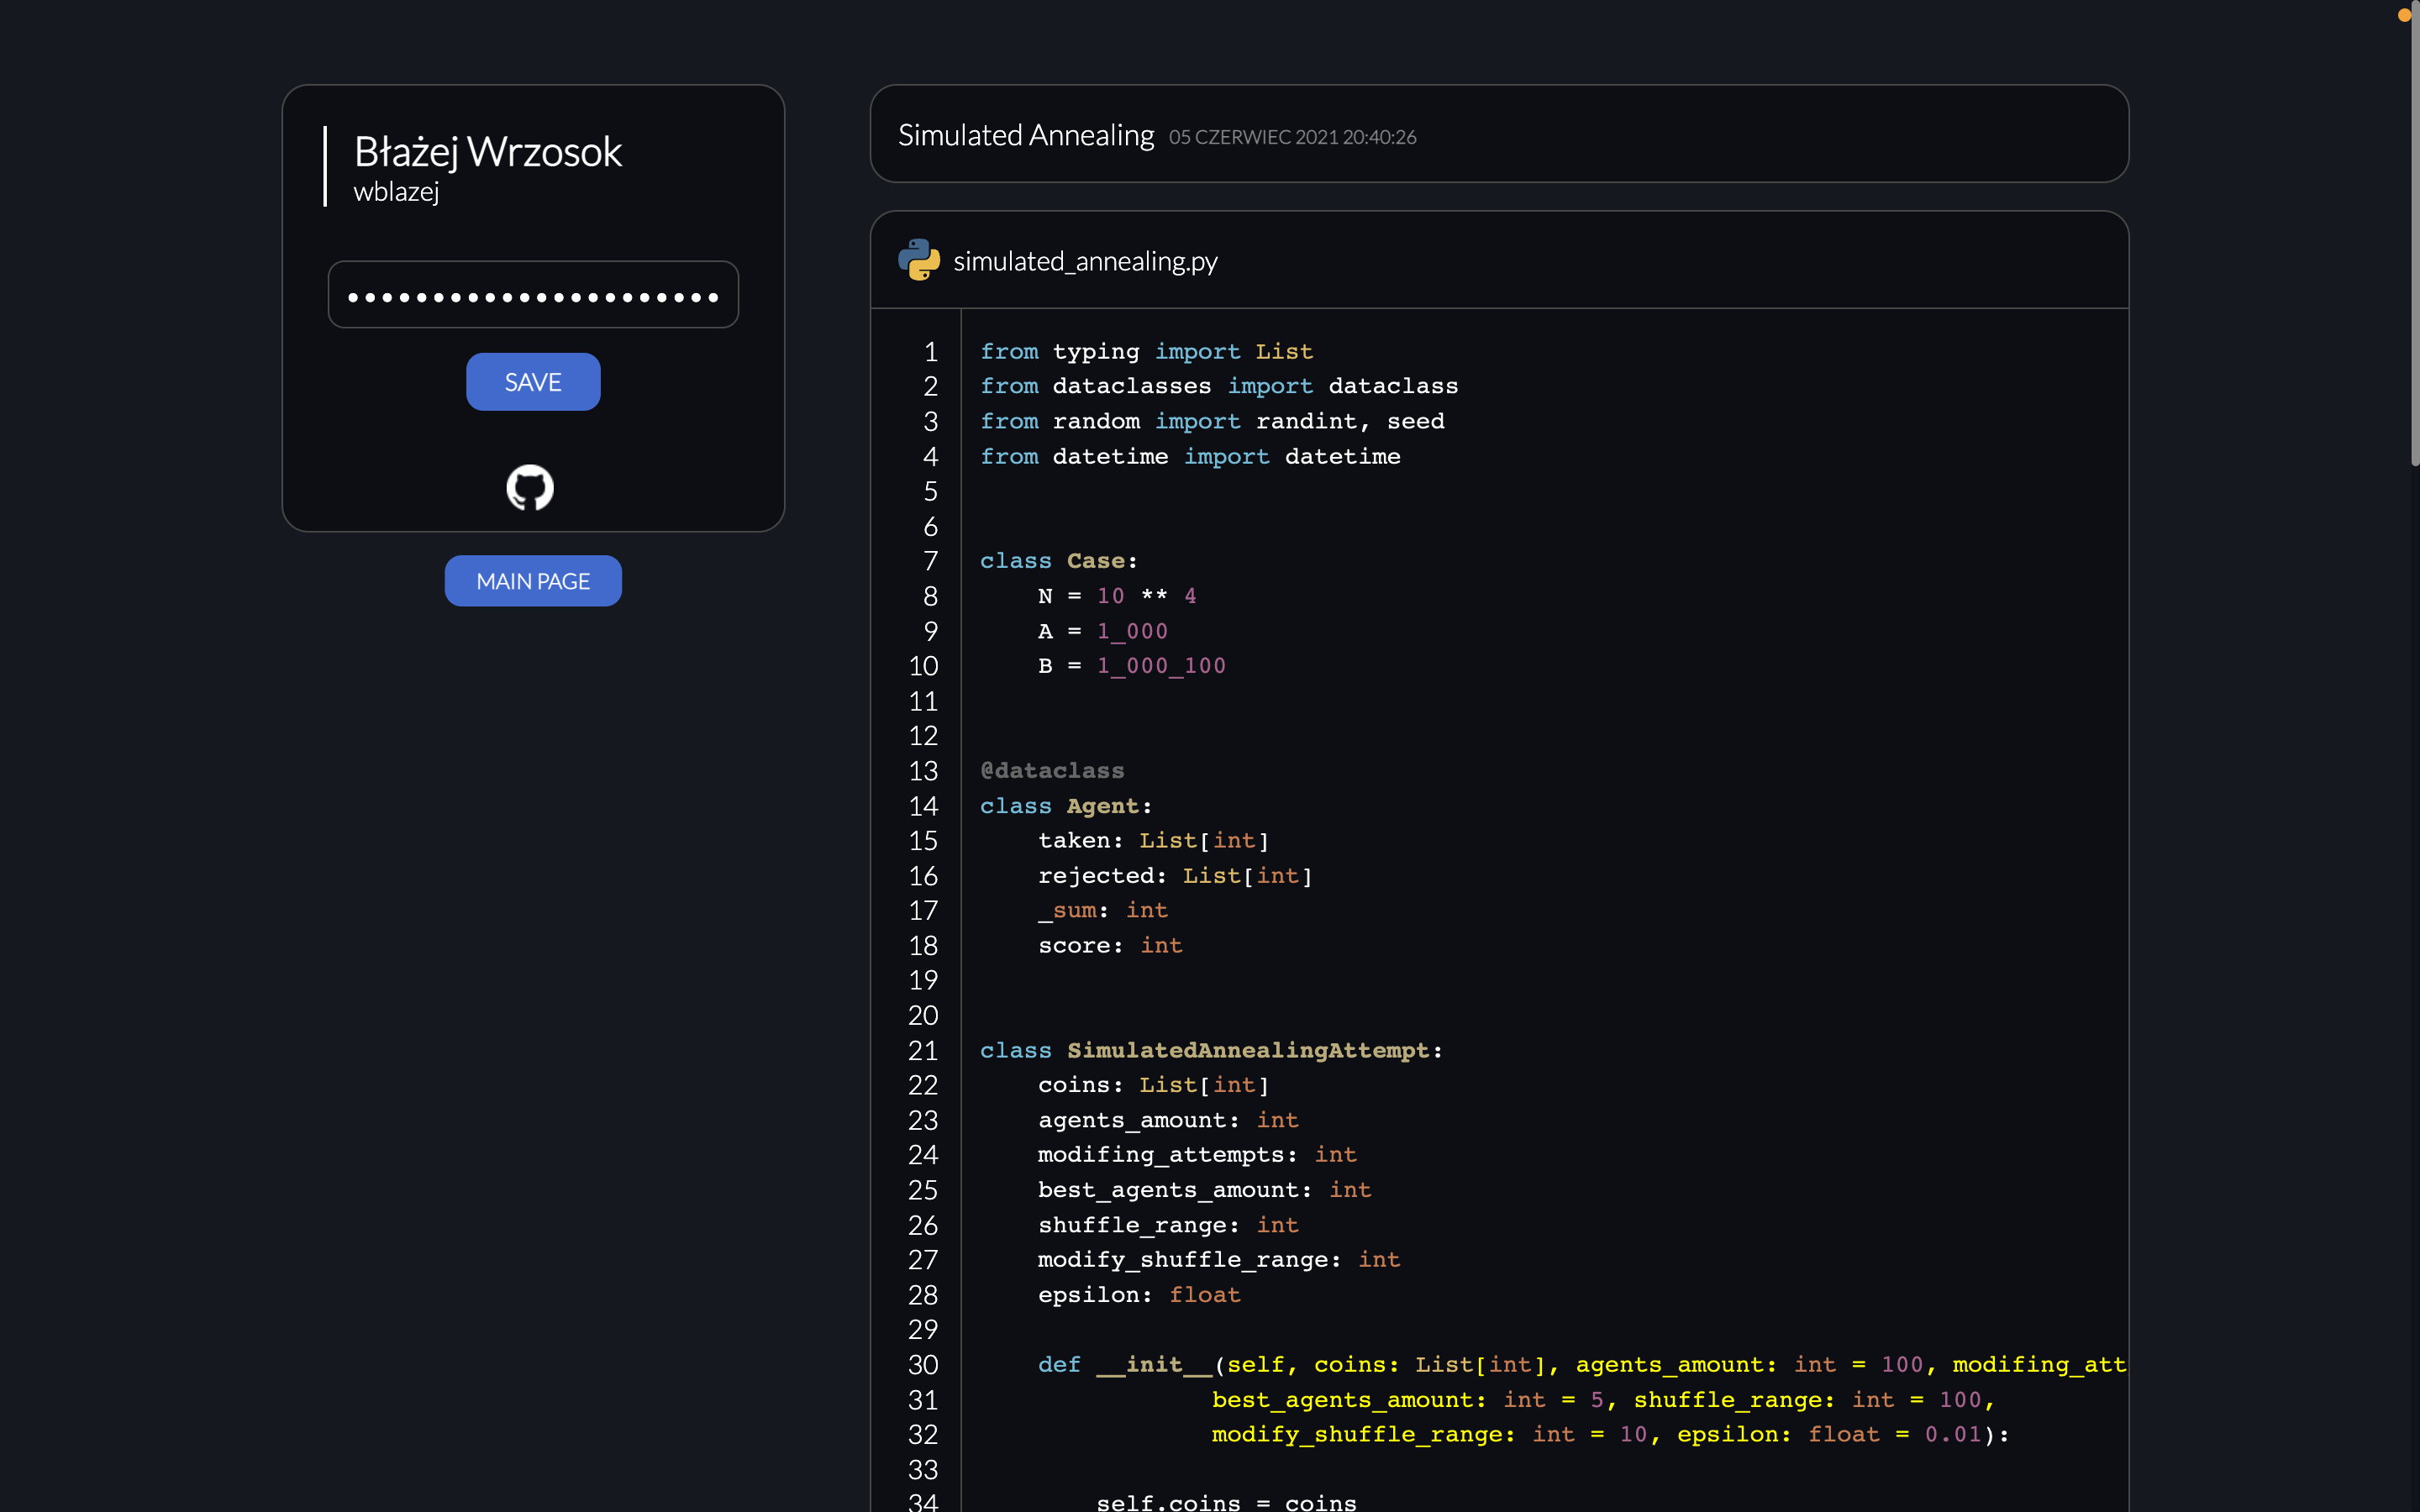 Błażej Wrzosok
wblazej
SAVE
MAIN PAGE
Simulated Annealing 05 CZERWIEC 2021 20:40:26
simulated_annealing.py
1 from typing import List
2 from dataclasses import dataclass
3 from random import randint, seed
4 from datetime import datetime
5
6
7 class Case:
8     N = 10 ** 4
9     A = 1_000
10     B = 1_000_100
11
12
13 @dataclass
14 class Agent:
15     taken: List[int]
16     rejected: List[int]
17     _sum: int
18     score: int
19
20
21 class SimulatedAnnealingAttempt:
22     coins: List[int]
23     agents_amount: int
24     modifing_attempts: int
25     best_agents_amount: int
26     shuffle_range: int
27     modify_shuffle_range: int
28     epsilon: float
29
30     def __init__(self, coins: List[int], agents_amount: int = 100, modifing_att
31                 best_agents_amount: int = 5, shuffle_range: int = 100,
32                 modify_shuffle_range: int = 10, epsilon: float = 0.01):
33
34         self.coins = coins